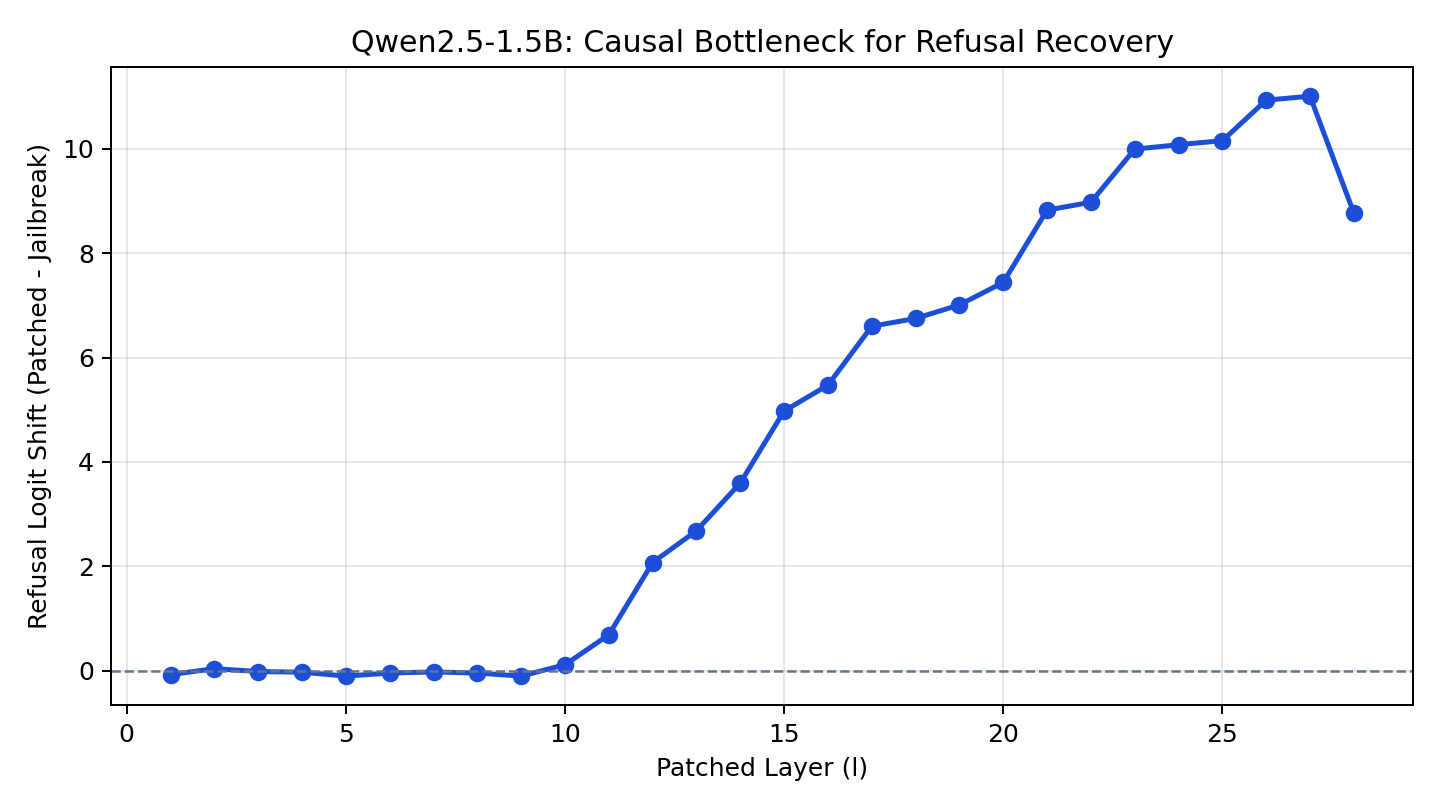 Qwen2.5-1.5B: Causal Bottleneck for Refusal Recovery
Refusal Logit Shift (Patched - Jailbreak)
10
8
6
4
2
0
0 5 10 15 20 25
Patched Layer (l)